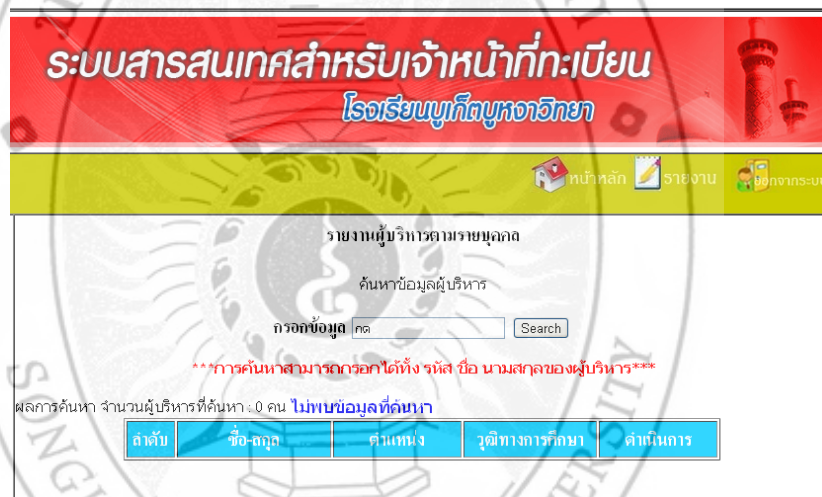 ระบบสารสนเทศสำหรับเจ้าหน้าที่ทะเบียน
โรงเรียนบูเก็ตบูหงาวิทยา
หน้าหลัก รายงาน ออกจากระบบ
รายงานผู้บริหารตามรายบุคคล
ค้นหาข้อมูลผู้บริหาร
กรอกข้อมูล กด Search
***การค้นหาสามารถกรอกได้ทั้ง รหัส ชื่อ นามสกุลของผู้บริหาร***
ผลการค้นหา จำนวนผู้บริหารที่ค้นหา : 0 คน ไม่พบข้อมูลที่ค้นหา
ลำดับ ชื่อ-สกุล ตำแหน่ง วุฒิทางการศึกษา ดำเนินการ